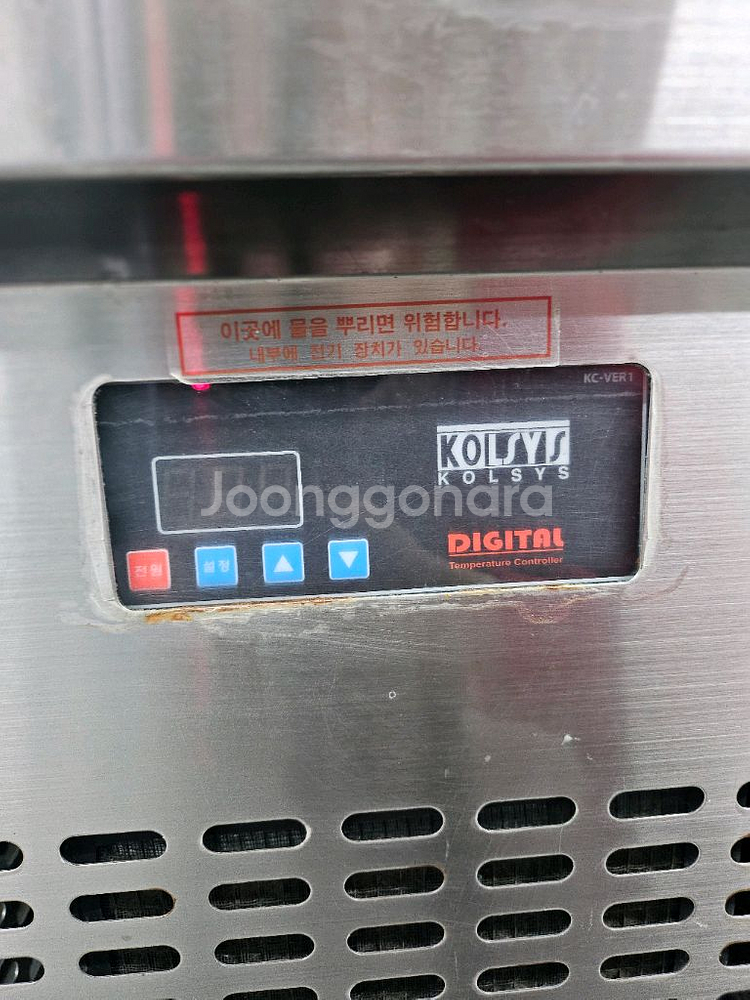 이곳에 물을 뿌리면 위험합니다.
내부에 전기 장치가 있습니다.
KC-VER1
KOLSYS
KOLSYS
Joonggonara
DIGITAL
Temperature Controller
전원 설정 ▲ ▼